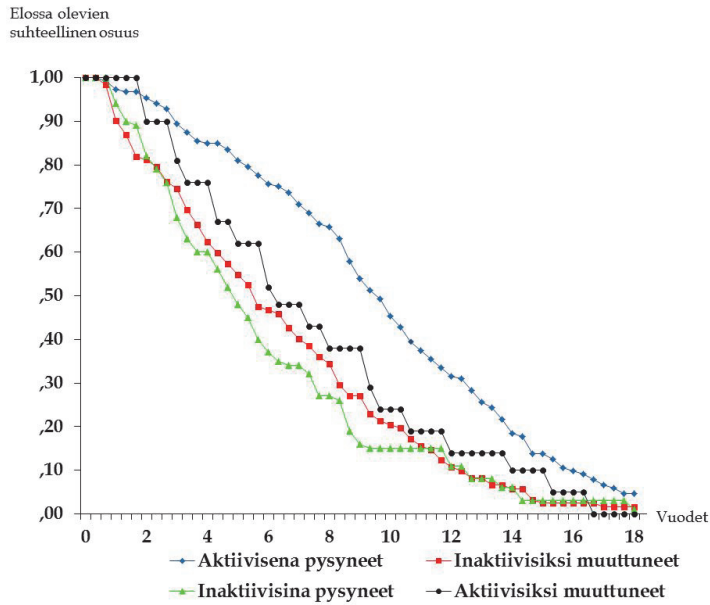 Elossa olevien
suhteellinen osuus
1,00
,90
,80
,70
,60
,50
,40
,30
,20
,10
,00
0 2 4 6 8 10 12 14 16 18 Vuodet
Aktiivisena pysyneet Inaktiivisiksi muuttuneet
Inaktiivisina pysyneet Aktiivisiksi muuttuneet